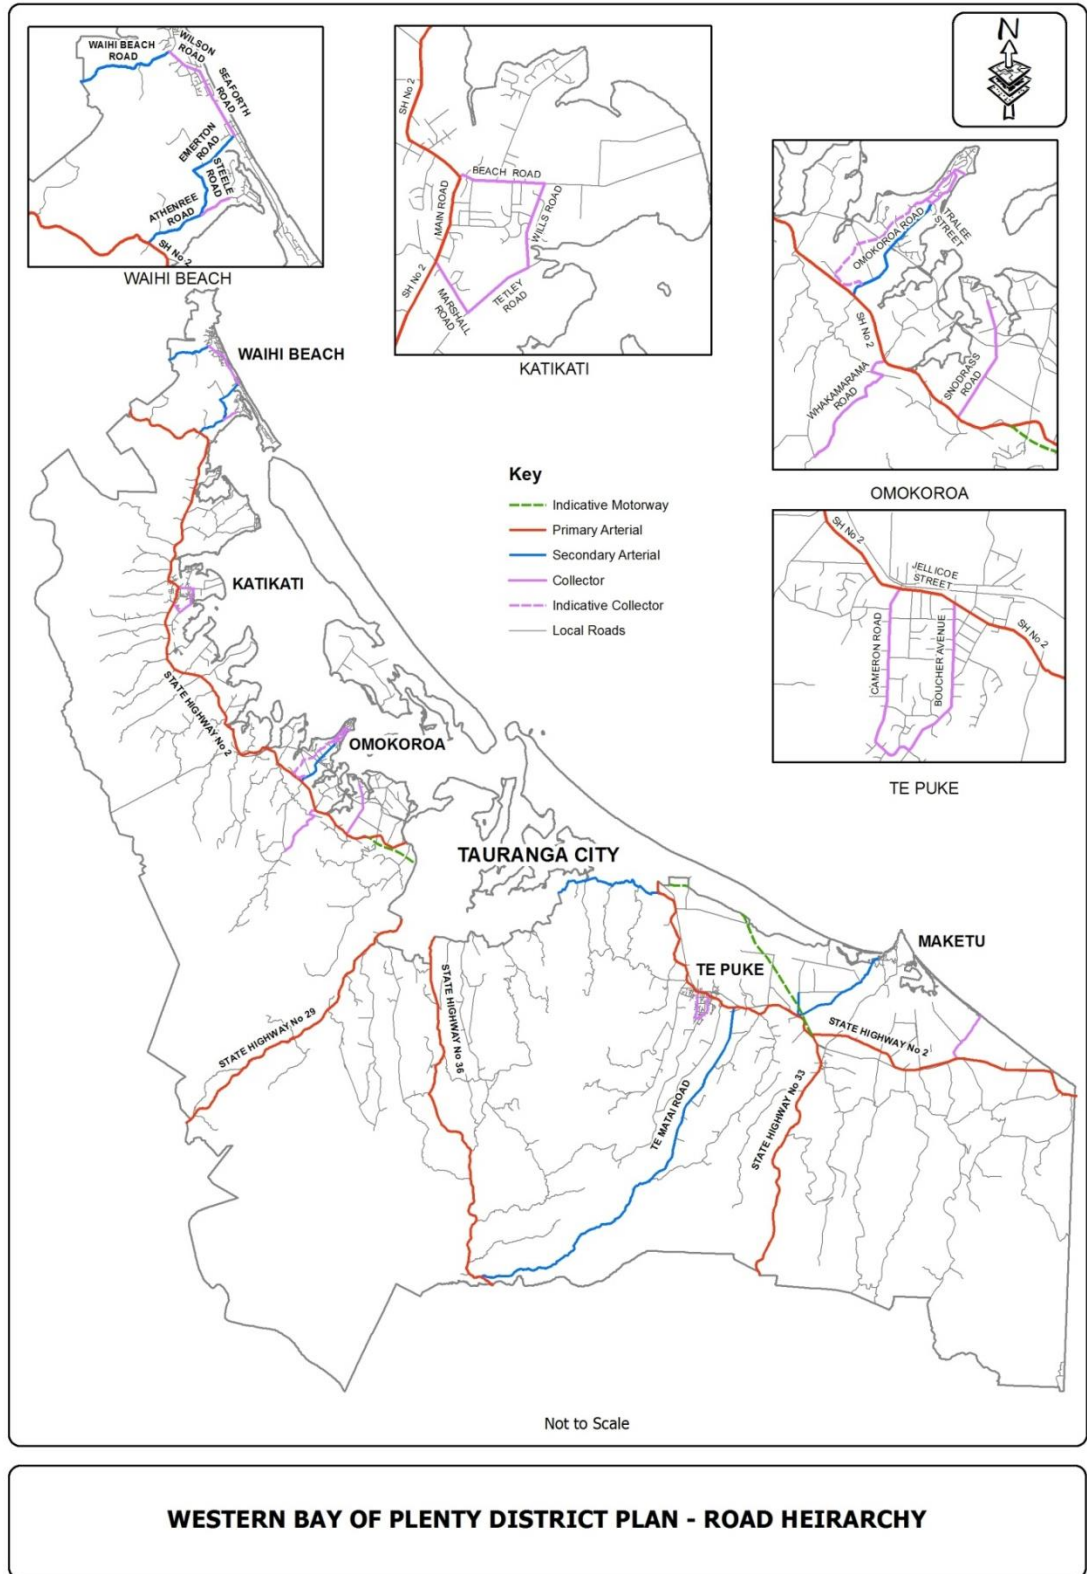 WAIHI BEACH
ROAD
WILSON
ROAD
SEAFORTH
ROAD
EMERTON
ROAD
STEELE
ROAD
ATHENREE
ROAD
SH No 2
WAIHI BEACH
SH No 2
BEACH ROAD
MAIN ROAD
WILLS ROAD
SH No 2
MARSHALL
ROAD
TETLEY
ROAD
KATIKATI
N
OMOKOROA ROAD
TRALEE
STREET
SH No 2
WHAKAMARAMA
ROAD
SNODRASS
ROAD
OMOKOROA
SH No 2
JELLICOE
STREET
CAMERON ROAD
BOUCHER AVENUE
SH No 2
TE PUKE
Key
Indicative Motorway
Primary Arterial
Secondary Arterial
Collector
Indicative Collector
Local Roads
WAIHI BEACH
KATIKATI
STATE HIGHWAY No 2
OMOKOROA
TAURANGA CITY
MAKETU
TE PUKE
STATE HIGHWAY No 29
STATE HIGHWAY No 36
TE MATAI ROAD
STATE HIGHWAY No 33
STATE HIGHWAY No 2
Not to Scale
WESTERN BAY OF PLENTY DISTRICT PLAN - ROAD HEIRARCHY